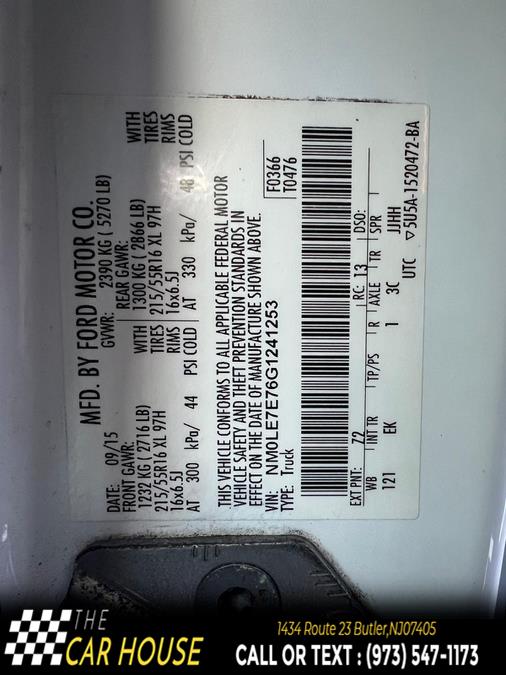 MFD. BY FORD MOTOR CO.
DATE: 09/15 GVWR: 2390 KG ( 5270 LB)
FRONT GAWR: REAR GAWR:
1232 KG ( 2716 LB) WITH 1300 KG ( 2866 LB) WITH
215/55R16 XL 97H TIRES 215/55R16 XL 97H TIRES
16x6.5J RIMS 16x6.5J RIMS
AT 300 kPa/ 44 PSI COLD AT 330 kPa/ 48 PSI COLD
THIS VEHICLE CONFORMS TO ALL APPLICABLE FEDERAL MOTOR
VEHICLE SAFETY AND THEFT PREVENTION STANDARDS IN
EFFECT ON THE DATE OF MANUFACTURE SHOWN ABOVE.
VIN: NM0LE7E76G1241253
TYPE: Truck
F0366
T0476
EXT PNT: Z2 RC: 13 DSO:
WB INT TR TP/PS R AXLE TR SPR
121 EK 1 3C JJHH
UTC ▽5U5A-1520472-BA
THE
CAR HOUSE
1434 Route 23 Butler,NJ07405
CALL OR TEXT : (973) 547-1173